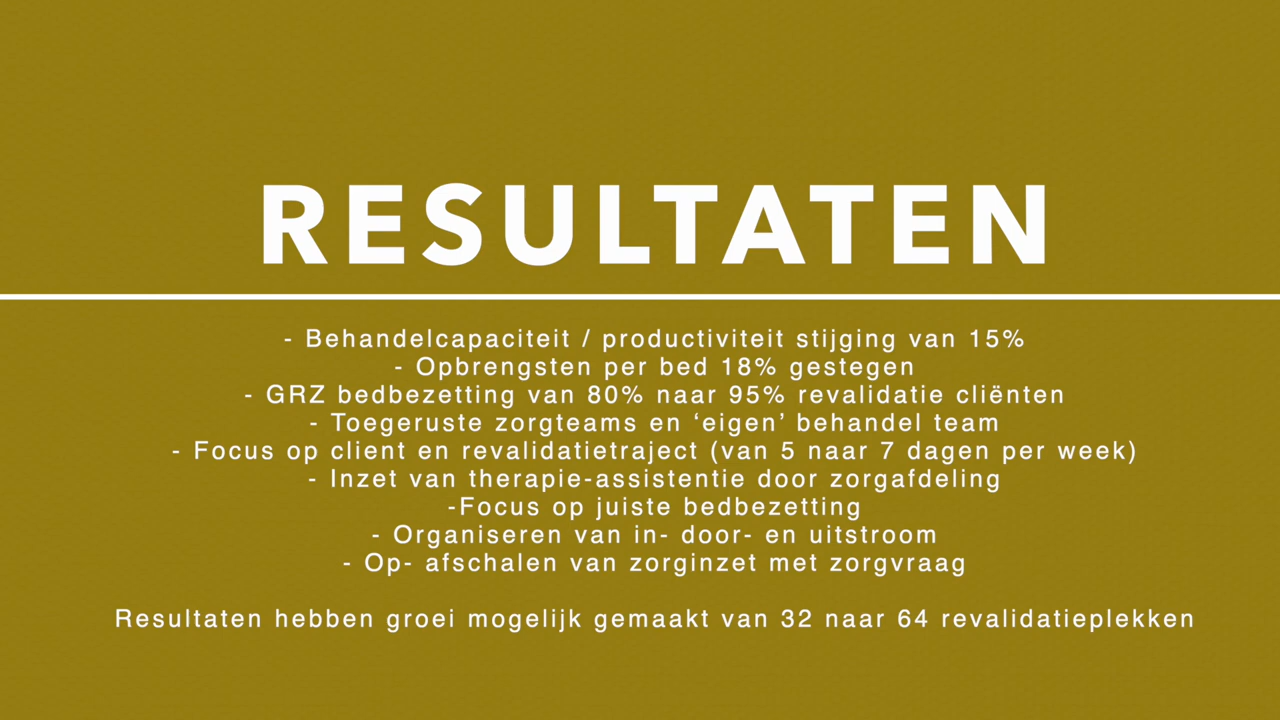 RESULTATEN
- Behandelcapaciteit / productiviteit stijging van 15%
- Opbrengsten per bed 18% gestegen
- GRZ bedbezetting van 80% naar 95% revalidatie cliënten
- Toegeruste zorgteams en ‘eigen’ behandel team
- Focus op client en revalidatietraject (van 5 naar 7 dagen per week)
- Inzet van therapie-assistentie door zorgafdeling
-Focus op juiste bedbezetting
- Organiseren van in- door- en uitstroom
- Op- afschalen van zorginzet met zorgvraag
Resultaten hebben groei mogelijk gemaakt van 32 naar 64 revalidatieplekken